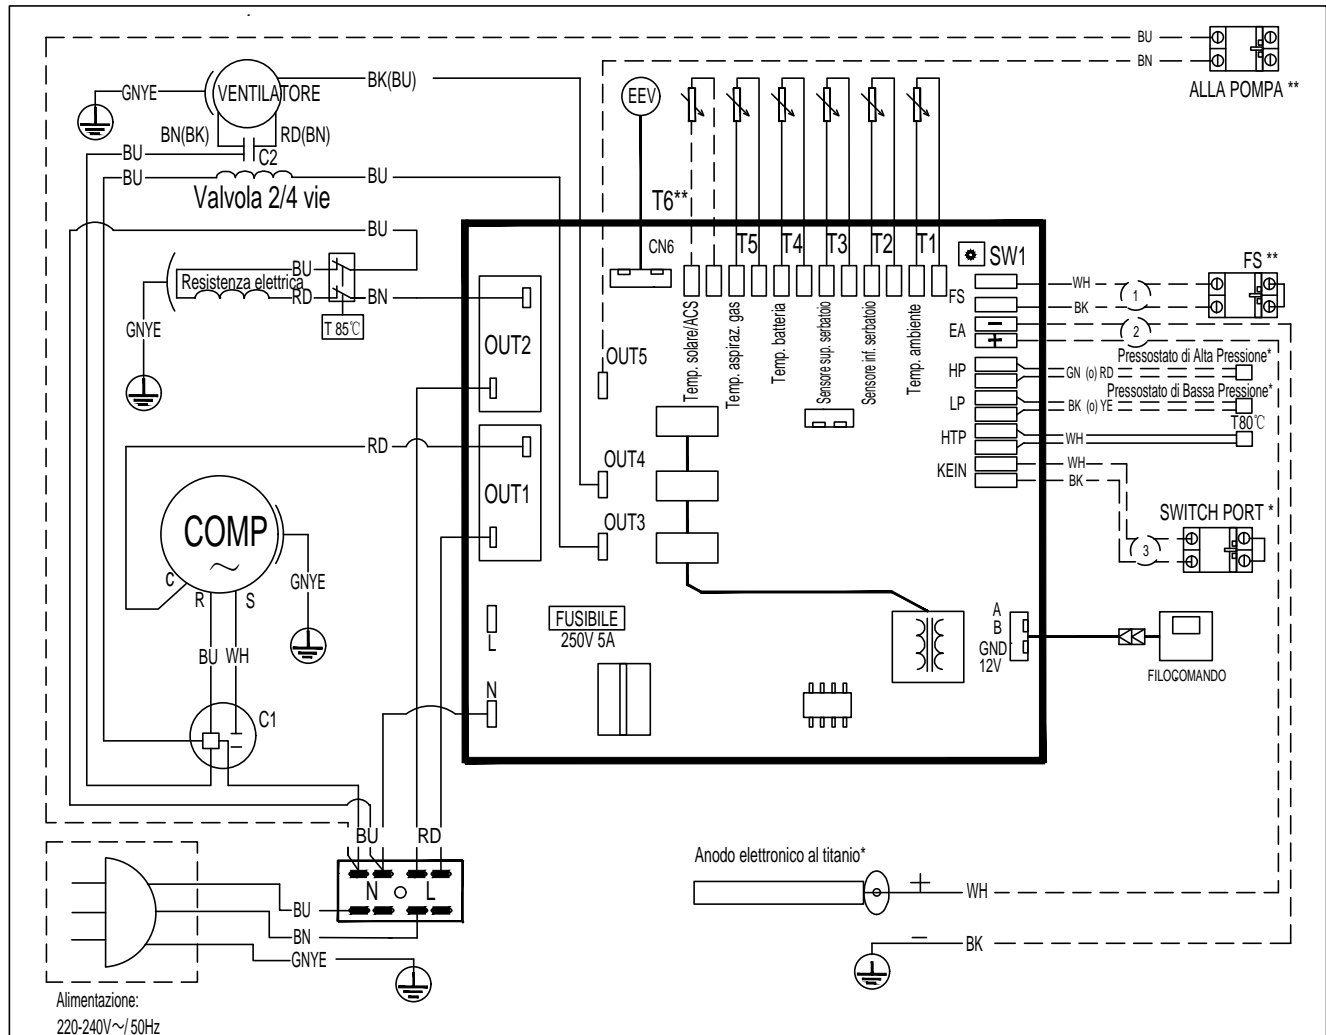 BU
BN
ALLA POMPA **
BK(BU)
GNYE
VENTILATORE
BN(BK)
RD(BN)
C2
BU
BU
BU
Valvola 2/4 vie
EEV
T6**
CN6
T5
T4
T3
T2
T1
SW1
BU
BU
Resistenza elettrica
RD
BN
T 85℃
GNYE
OUT2
OUT5
Temp. solare/ACS
Temp. aspiraz. gas
Temp. batteria
Sensore sup. serbatoio
Sensore inf. serbatoio
Temp. ambiente
FS
EA
−
+
HP
LP
HTP
KEIN
WH
1
BK
2
FS **
Pressostato di Alta Pressione*
GN (o) RD
Pressostato di Bassa Pressione*
BK (o) YE
T80℃
WH
WH
BK
SWITCH PORT *
3
RD
OUT1
OUT4
OUT3
COMP
~
C
R
S
GNYE
BU
WH
C1
L
FUSIBILE
250V 5A
N
A
B
GND
12V
FILOCOMANDO
BU
RD
N
L
BU
BN
GNYE
Alimentazione:
220-240V~/ 50Hz
Anodo elettronico al titanio*
+
WH
−
BK